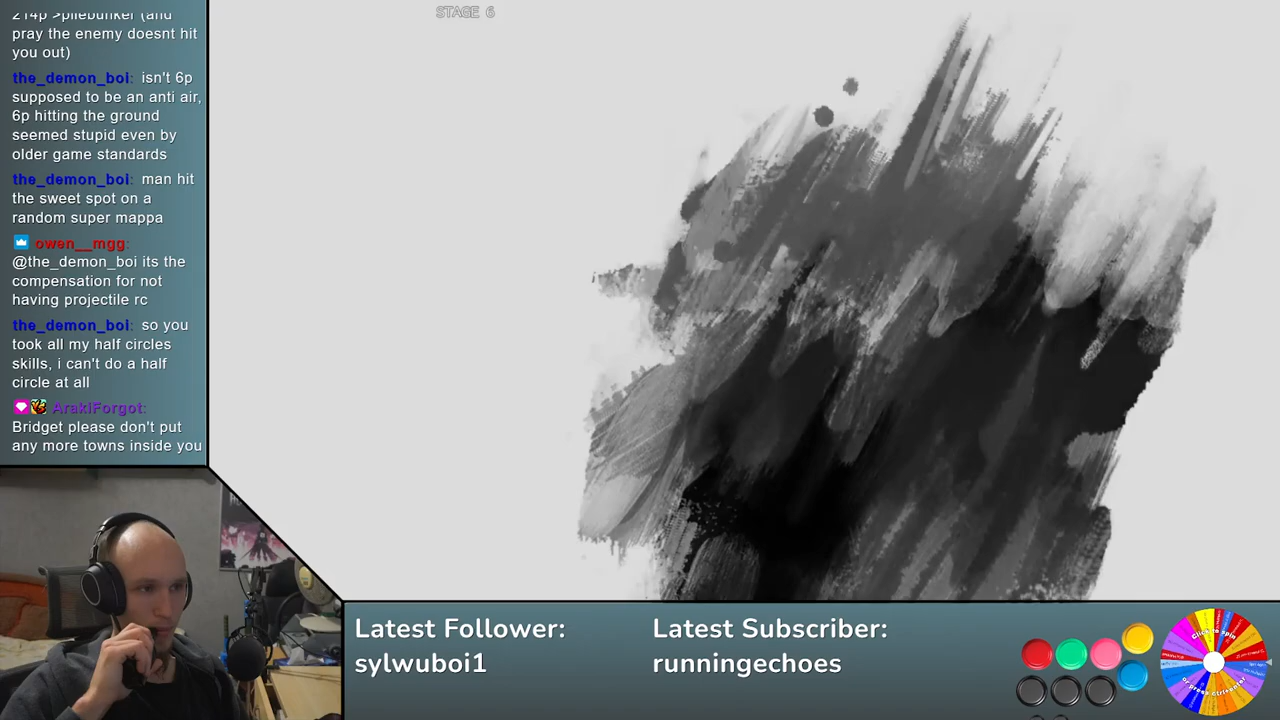 STAGE 6
214p >pilebunker (and
pray the enemy doesnt hit
you out)
the_demon_boi: isn't 6p
supposed to be an anti air,
6p hitting the ground
seemed stupid even by
older game standards
the_demon_boi: man hit
the sweet spot on a
random super mappa
owen__mgg:
@the_demon_boi its the
compensation for not
having projectile rc
the_demon_boi: so you
took all my half circles
skills, i can't do a half
circle at all
ArakiForgot:
Bridget please don't put
any more towns inside you
Latest Follower:
sylwuboi1
Latest Subscriber:
runningechoes
Click to spin